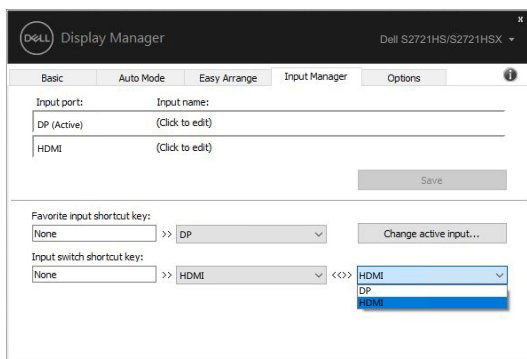 x
DELL Display Manager
Dell S2721HS/S2721HSX
Basic Auto Mode Easy Arrange Input Manager Options i
Input port: Input name:
DP (Active) (Click to edit)
HDMI (Click to edit)
Save
Favorite input shortcut key:
None >> DP Change active input...
Input switch shortcut key:
None >> HDMI <<>> HDMI
DP
HDMI